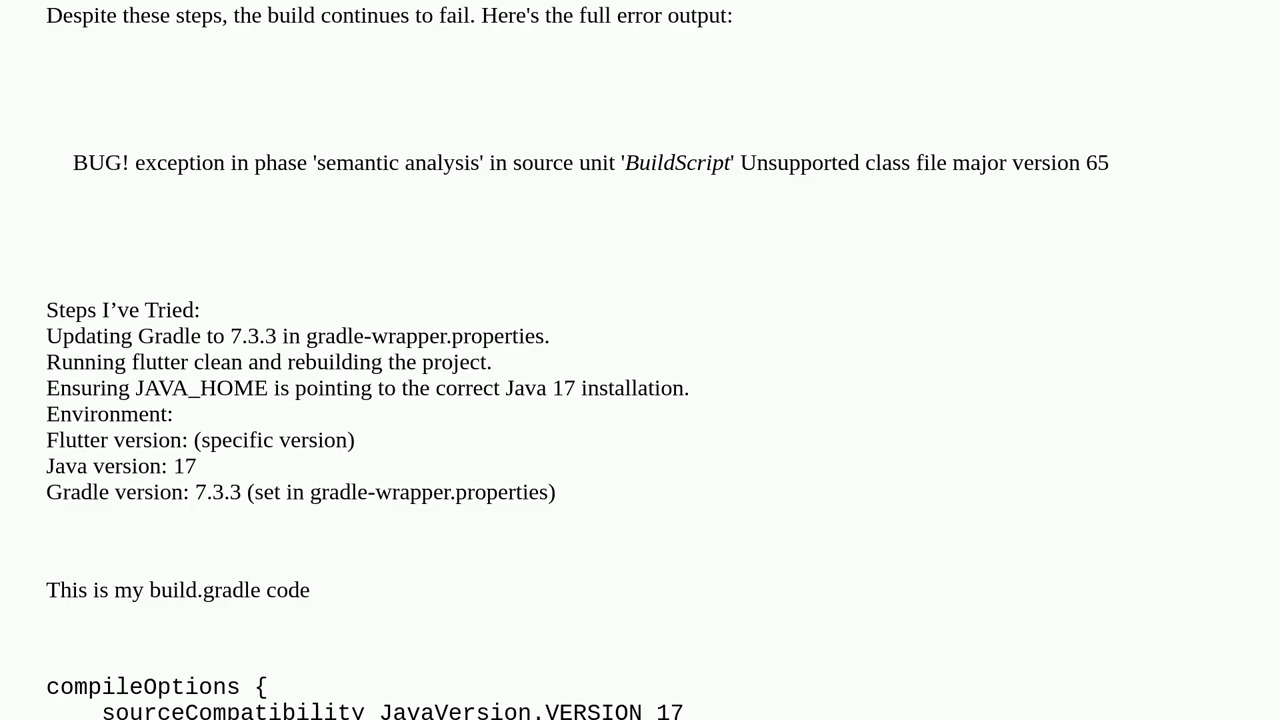 Despite these steps, the build continues to fail. Here's the full error output:
BUG! exception in phase 'semantic analysis' in source unit 'BuildScript' Unsupported class file major version 65
Steps I’ve Tried:
Updating Gradle to 7.3.3 in gradle-wrapper.properties.
Running flutter clean and rebuilding the project.
Ensuring JAVA_HOME is pointing to the correct Java 17 installation.
Environment:
Flutter version: (specific version)
Java version: 17
Gradle version: 7.3.3 (set in gradle-wrapper.properties)
This is my build.gradle code
compileOptions {
    sourceCompatibility JavaVersion.VERSION_17